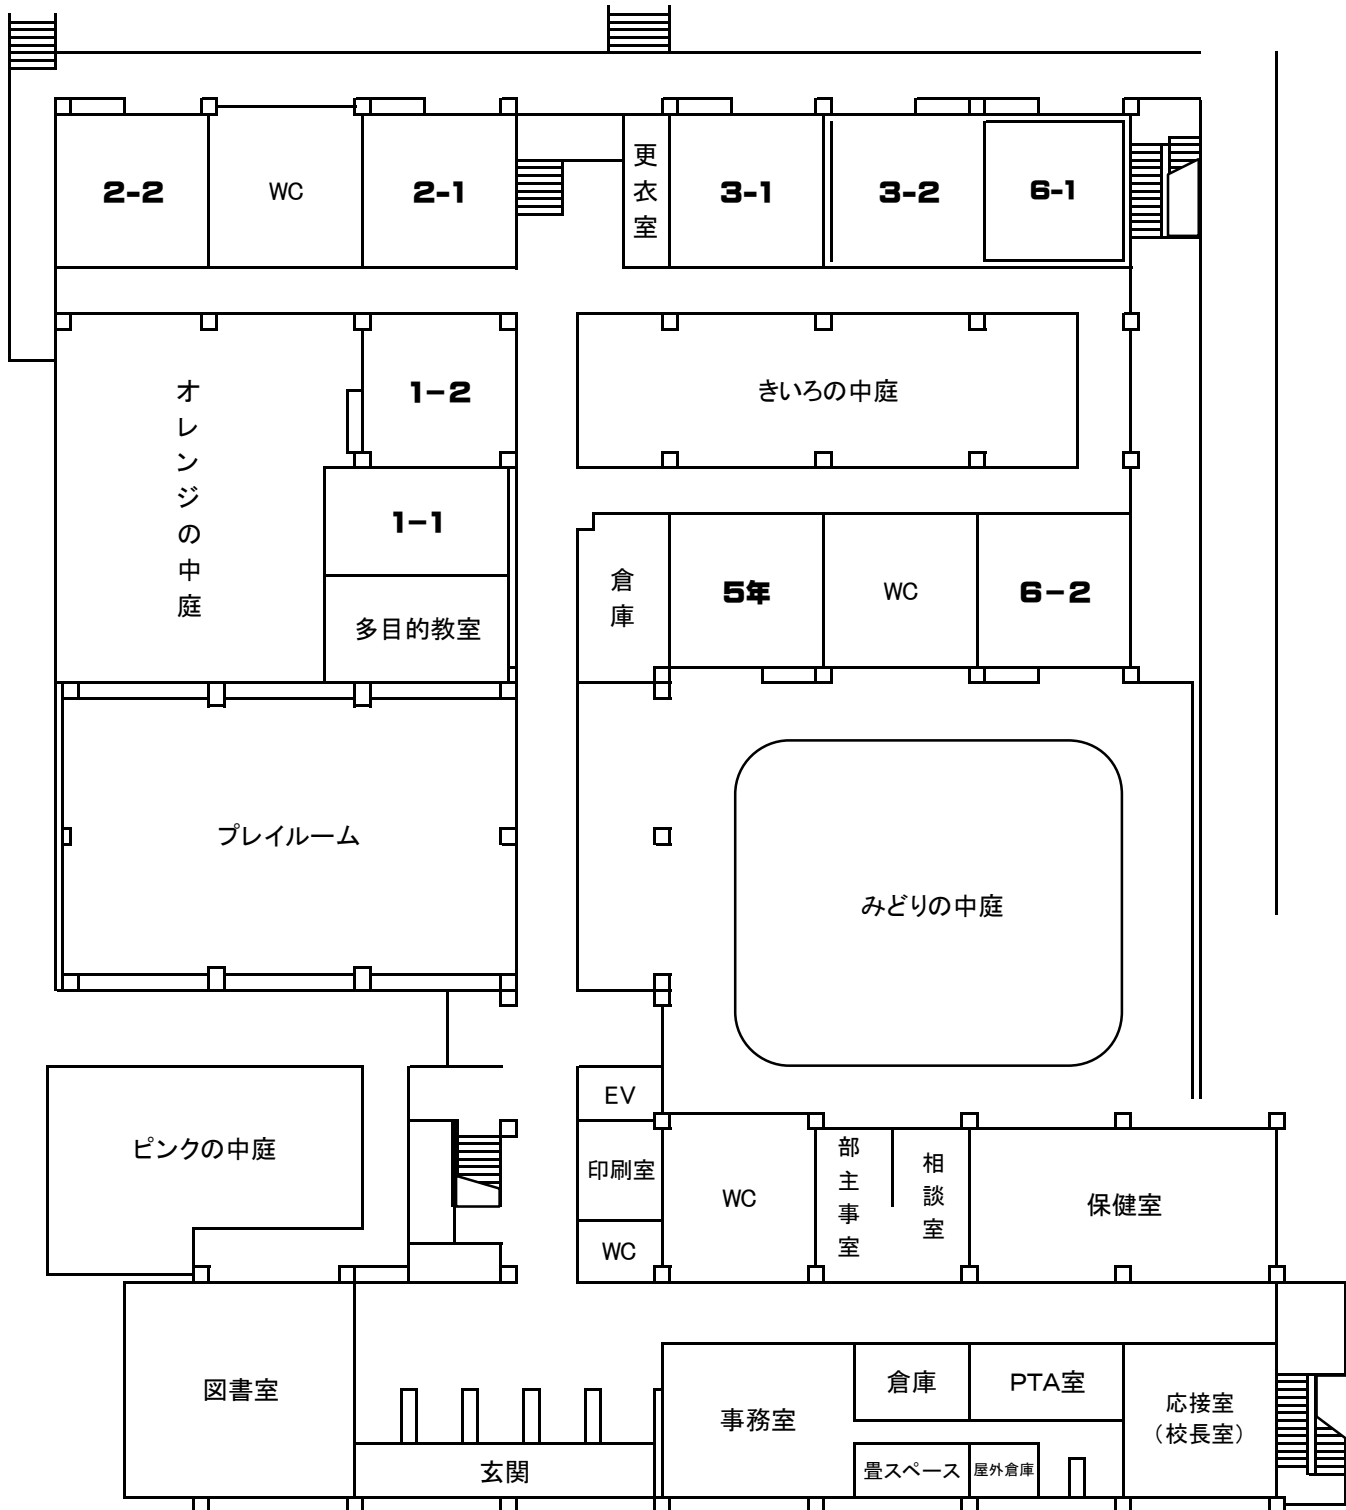 2-2
WC
2-1
更衣室
3-1
3-2
6-1
オレンジの中庭
1-2
きいろの中庭
1-1
多目的教室
倉庫
5年
WC
6-2
プレイルーム
みどりの中庭
ピンクの中庭
EV
印刷室
WC
WC
部主事室
相談室
保健室
図書室
玄関
事務室
倉庫
PTA室
畳スペース
屋外倉庫
応接室
（校長室）